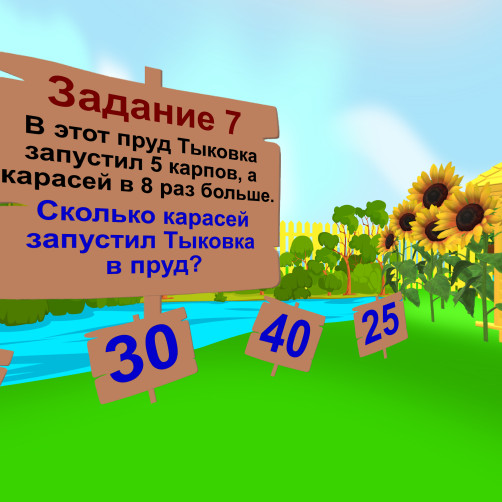 Задание 7
В этот пруд Тыковка
запустил 5 карпов, а
карасей в 8 раз больше.
Сколько карасей
запустил Тыковка
в пруд?
30
40
25